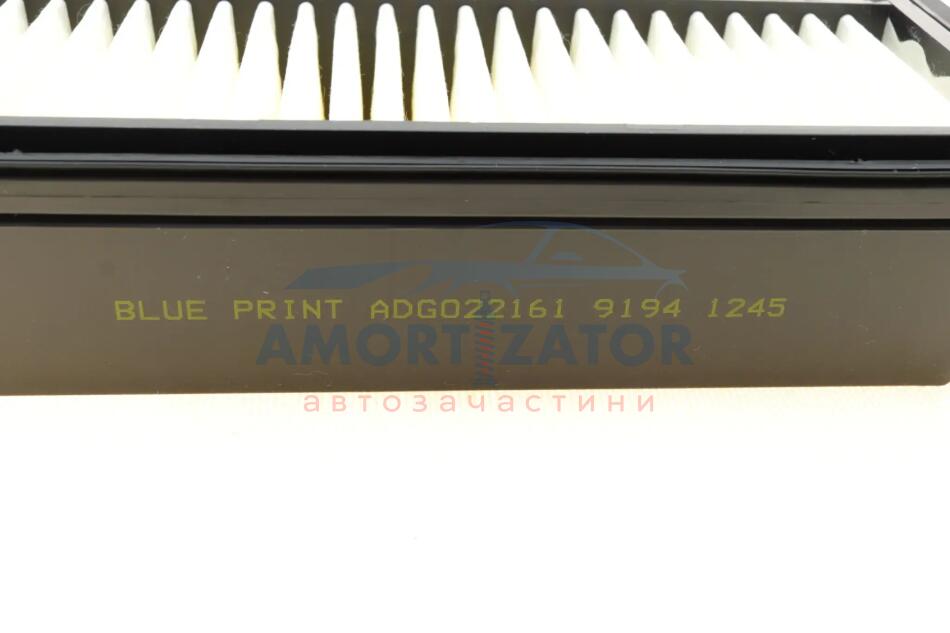 BLUE PRINT ADG022161 9194 1245
AMORTIZATOR
автозачастини